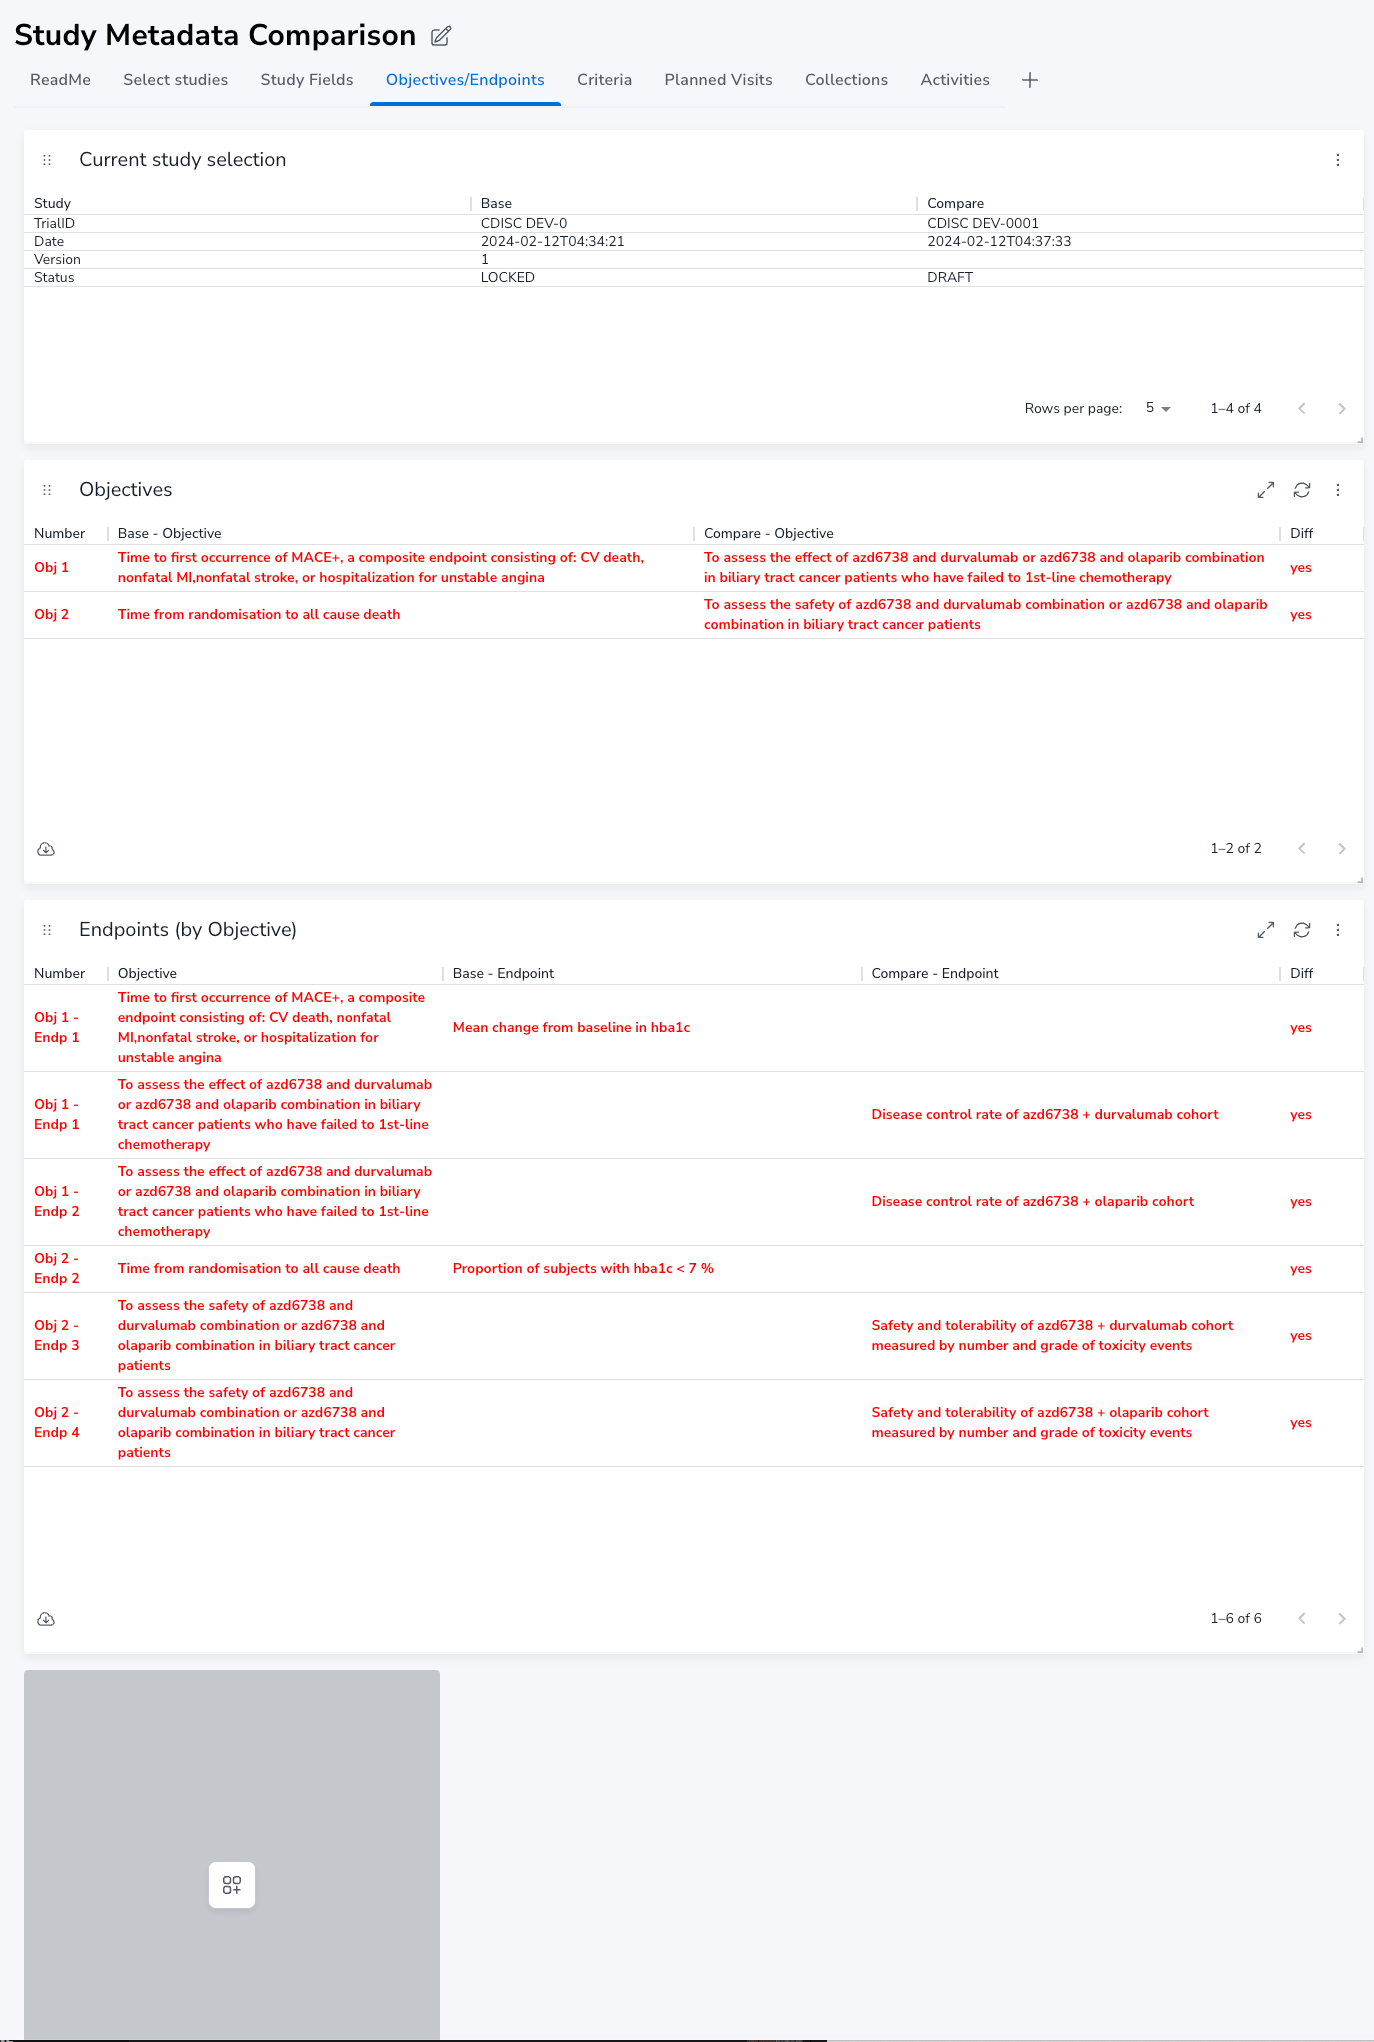 Study Metadata Comparison
ReadMe Select studies Study Fields Objectives/Endpoints Criteria Planned Visits Collections Activities
Current study selection
Study Base Compare
TrialID CDISC DEV-0 CDISC DEV-0001
Date 2024-02-12T04:34:21 2024-02-12T04:37:33
Version 1
Status LOCKED DRAFT
Rows per page: 5 1–4 of 4
Objectives
Number Base - Objective Compare - Objective Diff
Obj 1
Time to first occurrence of MACE+, a composite endpoint consisting of: CV death,
nonfatal MI,nonfatal stroke, or hospitalization for unstable angina
To assess the effect of azd6738 and durvalumab or azd6738 and olaparib combination
in biliary tract cancer patients who have failed to 1st-line chemotherapy
yes
Obj 2
Time from randomisation to all cause death
To assess the safety of azd6738 and durvalumab combination or azd6738 and olaparib
combination in biliary tract cancer patients
yes
1–2 of 2
Endpoints (by Objective)
Number Objective Base - Endpoint Compare - Endpoint Diff
Obj 1 -
Endp 1
Time to first occurrence of MACE+, a composite
endpoint consisting of: CV death, nonfatal
MI,nonfatal stroke, or hospitalization for
unstable angina
Mean change from baseline in hba1c
yes
Obj 1 -
Endp 1
To assess the effect of azd6738 and durvalumab
or azd6738 and olaparib combination in biliary
tract cancer patients who have failed to 1st-line
chemotherapy
Disease control rate of azd6738 + durvalumab cohort
yes
Obj 1 -
Endp 2
To assess the effect of azd6738 and durvalumab
or azd6738 and olaparib combination in biliary
tract cancer patients who have failed to 1st-line
chemotherapy
Disease control rate of azd6738 + olaparib cohort
yes
Obj 2 -
Endp 2
Time from randomisation to all cause death
Proportion of subjects with hba1c < 7 %
yes
Obj 2 -
Endp 3
To assess the safety of azd6738 and
durvalumab combination or azd6738 and
olaparib combination in biliary tract cancer
patients
Safety and tolerability of azd6738 + durvalumab cohort
measured by number and grade of toxicity events
yes
Obj 2 -
Endp 4
To assess the safety of azd6738 and
durvalumab combination or azd6738 and
olaparib combination in biliary tract cancer
patients
Safety and tolerability of azd6738 + olaparib cohort
measured by number and grade of toxicity events
yes
1–6 of 6